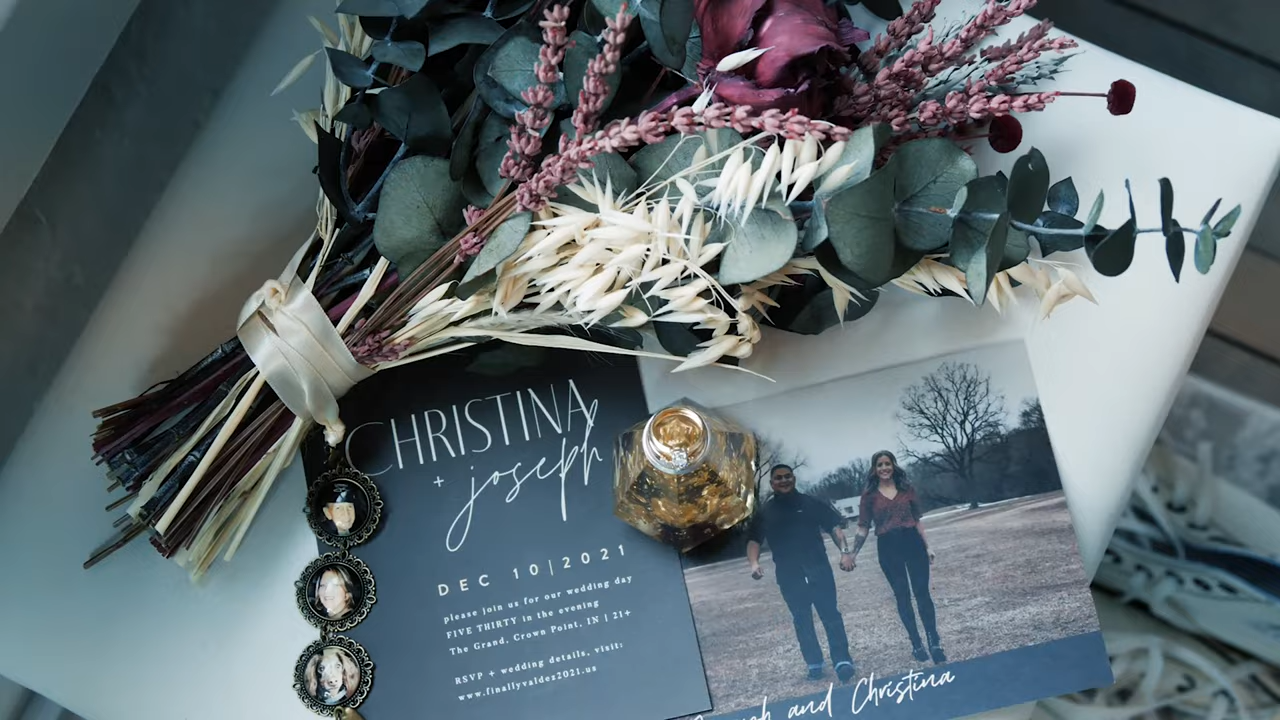 CHRISTINA
+ joseph
DEC 10|2021
please join us for our wedding day
FIVE THIRTY in the evening
The Grand, Crown Point, IN | 21+
RSVP + wedding details, visit:
www.finallyvaldez2021.us
and Christina